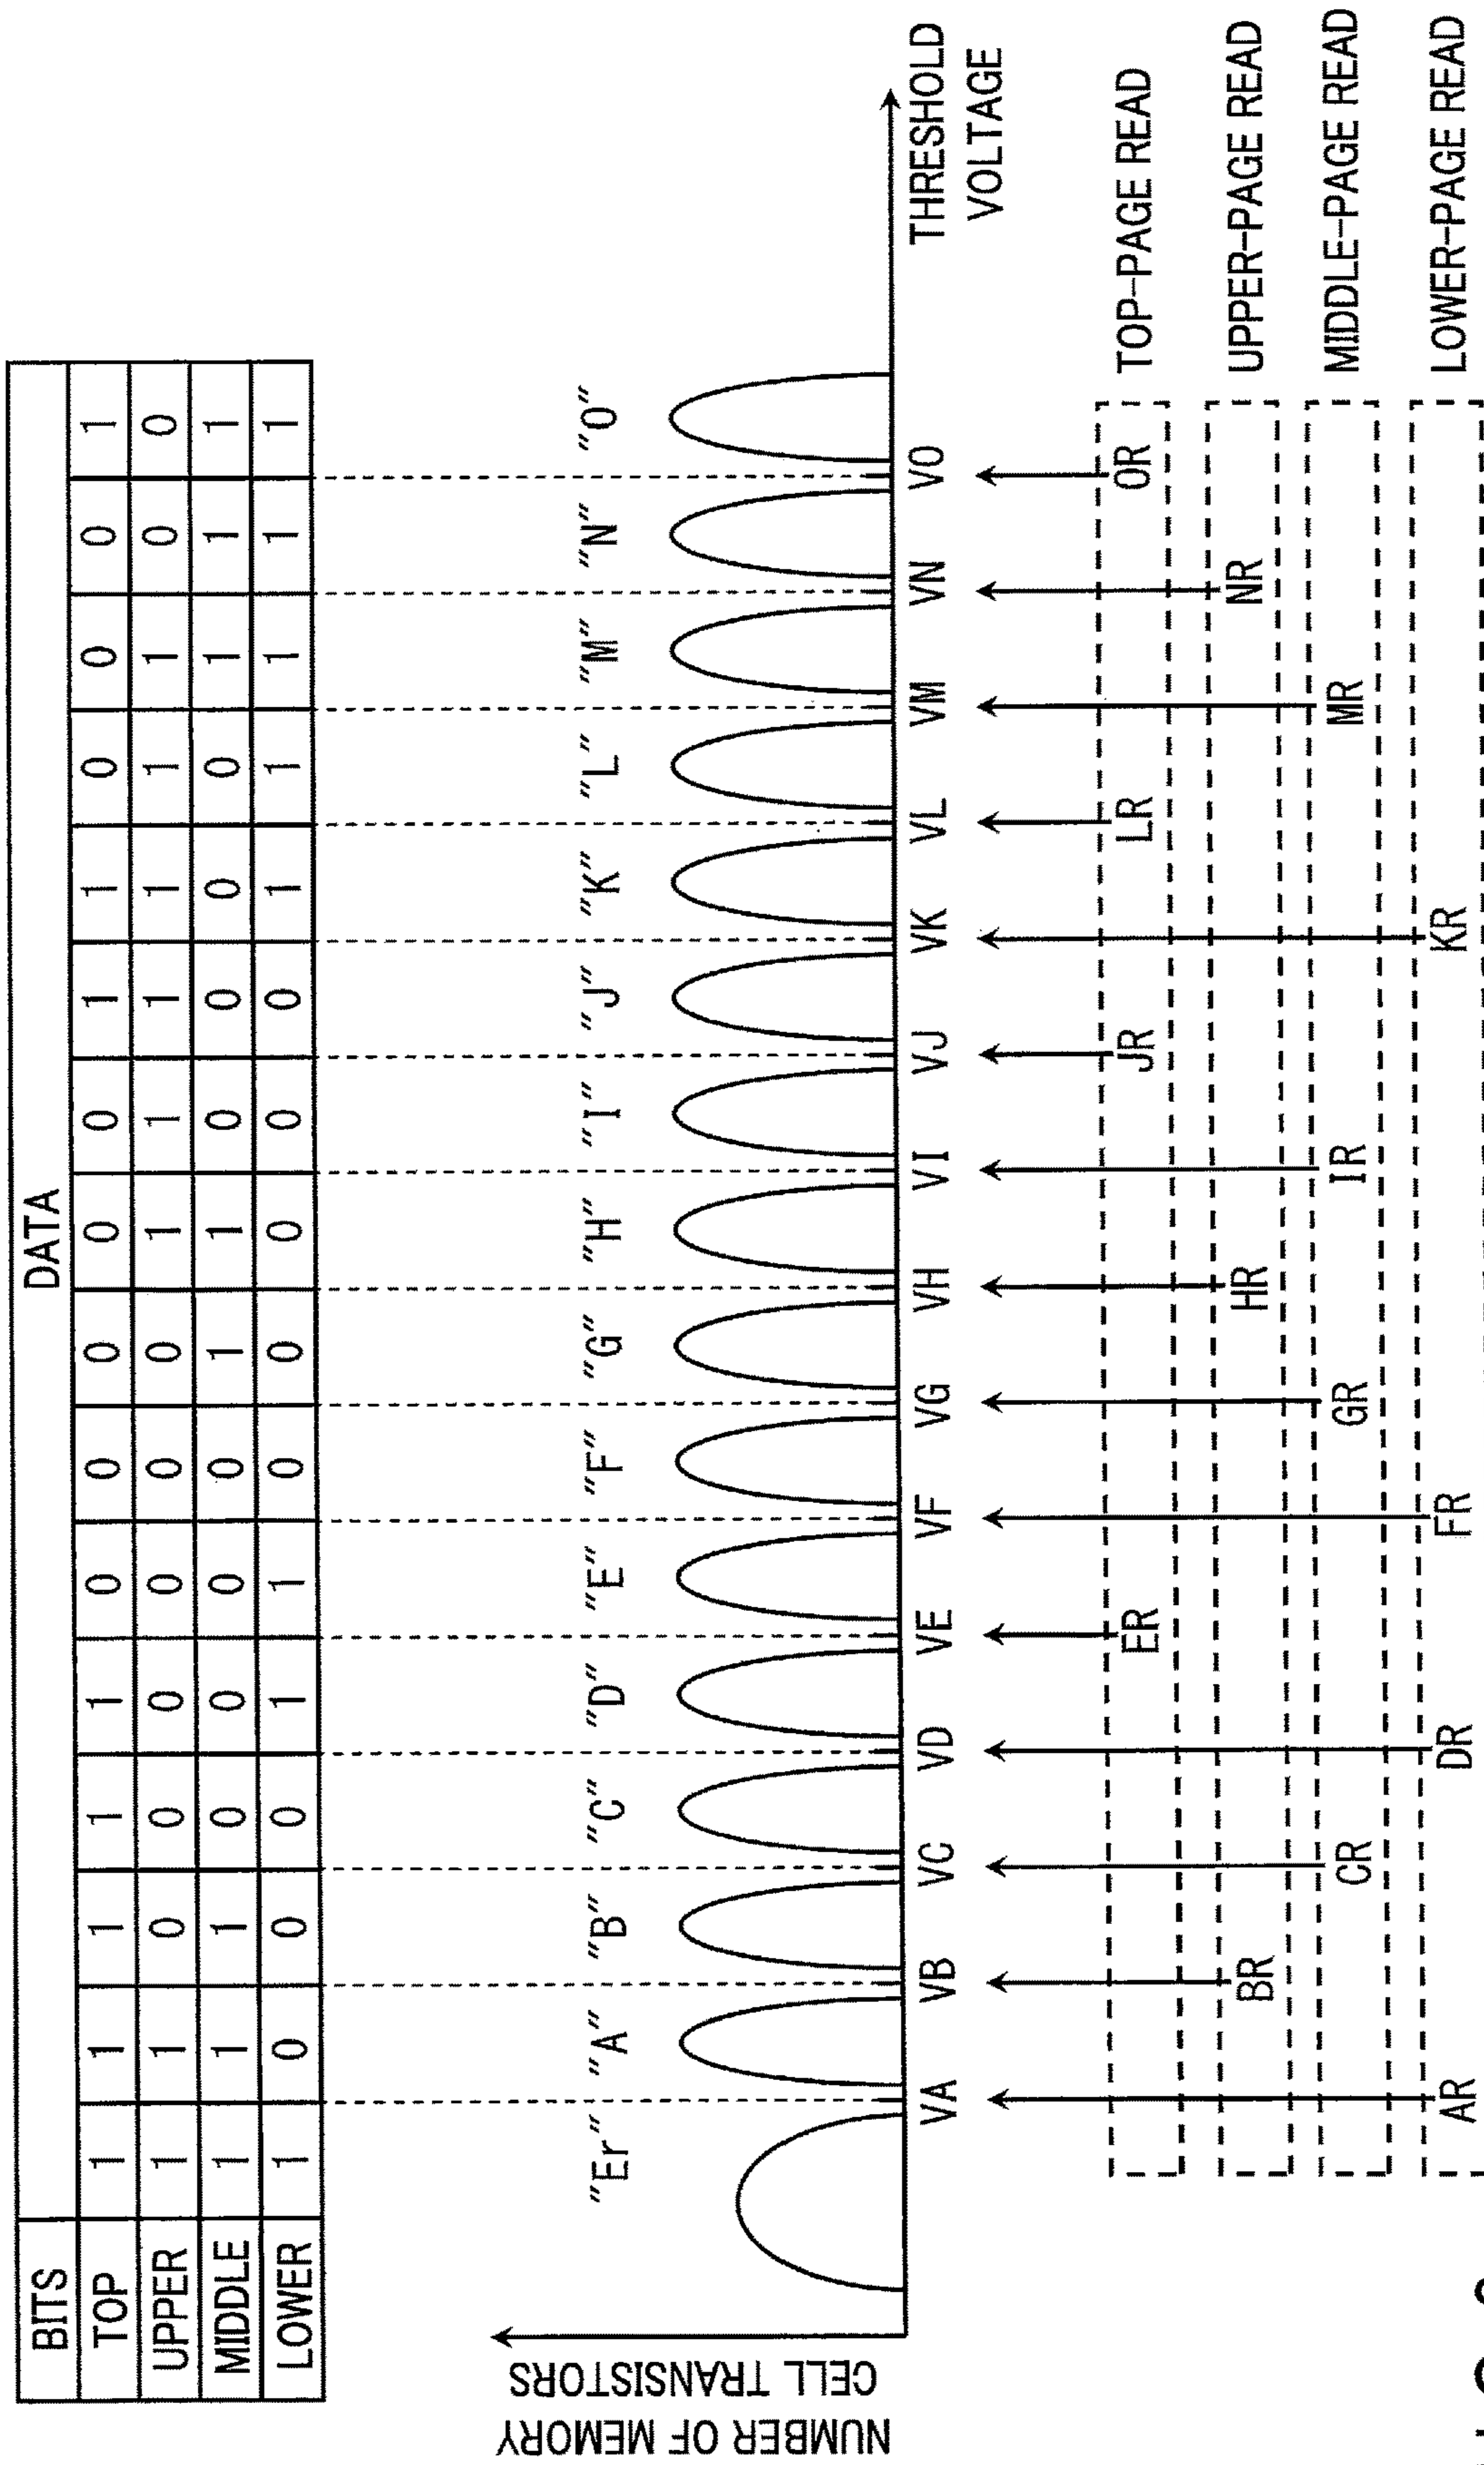 BITS DATA
TOP 1 1 1 1 1 0 0 0 0 0 1 1 0 0 0 1
UPPER 1 1 0 0 0 0 0 0 1 1 1 1 1 1 0 0
MIDDLE 1 1 1 0 0 0 0 1 1 0 0 0 0 1 1 1
LOWER 1 0 0 0 1 1 0 0 0 0 0 1 1 1 1 1
NUMBER OF MEMORY
CELL TRANSISTORS
"Er" "A" "B" "C" "D" "E" "F" "G" "H" "I" "J" "K" "L" "M" "N" "O"
VA VB VC VD VE VF VG VH VI VJ VK VL VM VN VO
THRESHOLD
VOLTAGE
ER JR LR OR TOP-PAGE READ
BR HR NR UPPER-PAGE READ
CR GR IR MR MIDDLE-PAGE READ
AR DR FR KR LOWER-PAGE READ